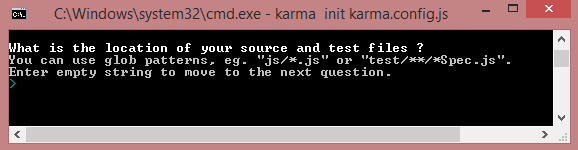 C:\Windows\system32\cmd.exe - karma  init karma.config.js
What is the location of your source and test files ?
You can use glob patterns, eg. "js/*.js" or "test/**/*Spec.js".
Enter empty string to move to the next question.
>